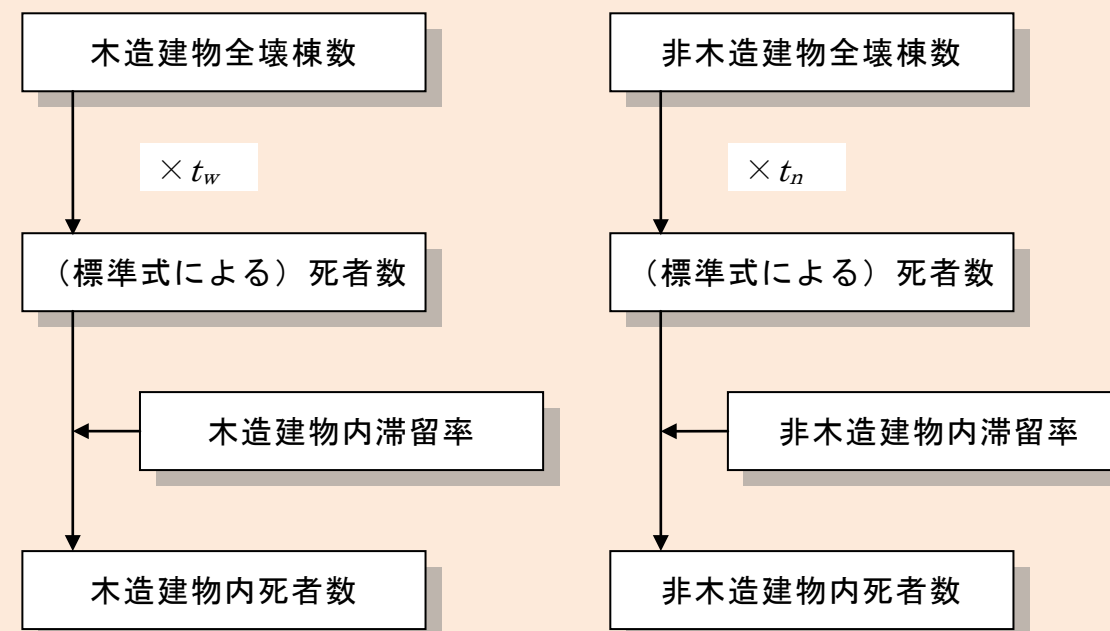 木造建物全壊棟数
× tw
（標準式による）死者数
木造建物内滞留率
木造建物内死者数
非木造建物全壊棟数
× tn
（標準式による）死者数
非木造建物内滞留率
非木造建物内死者数